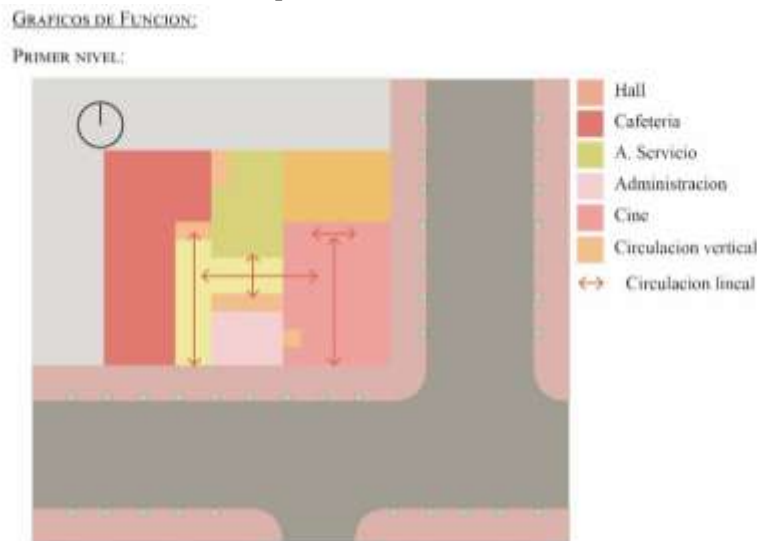 GRAFICOS DE FUNCION:
PRIMER NIVEL:
Hall
Cafeteria
A. Servicio
Administracion
Cine
Circulacion vertical
Circulacion lineal